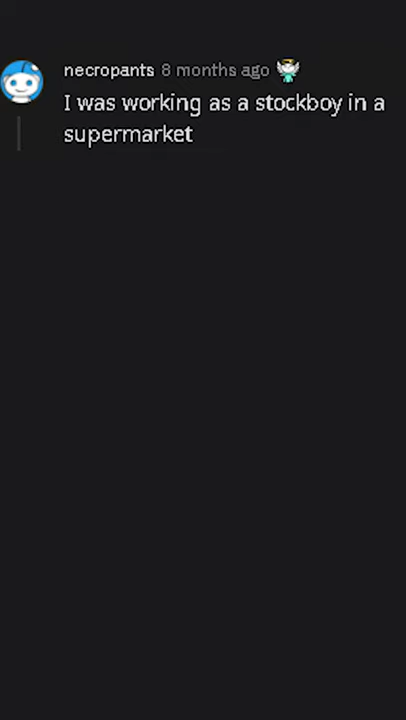 necropants 8 months ago
I was working as a stockboy in a
supermarket